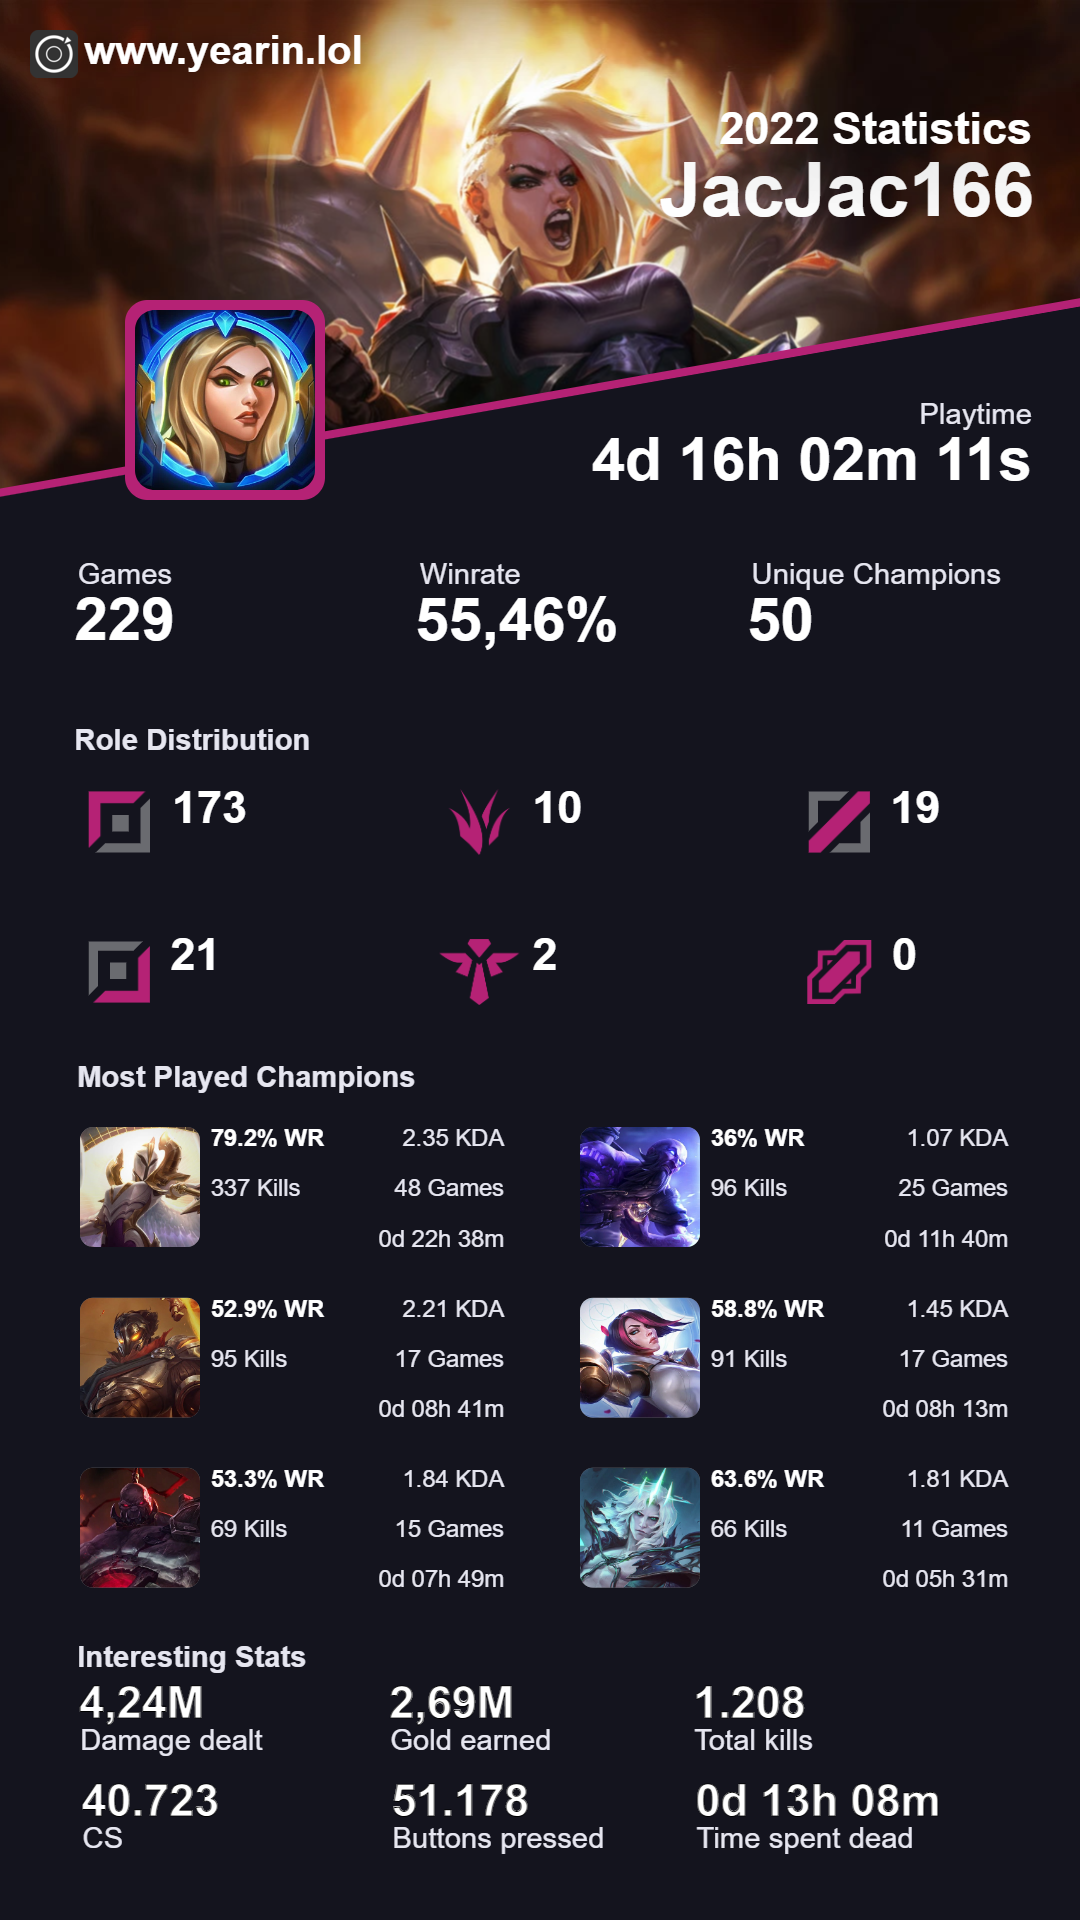 www.yearin.lol
2022 Statistics
JacJac166
Playtime
4d 16h 02m 11s
Games
229
Winrate
55,46%
Unique Champions
50
Role Distribution
173
10
19
21
2
0
Most Played Champions
79.2% WR
2.35 KDA
337 Kills
48 Games
0d 22h 38m
36% WR
1.07 KDA
96 Kills
25 Games
0d 11h 40m
52.9% WR
2.21 KDA
95 Kills
17 Games
0d 08h 41m
58.8% WR
1.45 KDA
91 Kills
17 Games
0d 08h 13m
53.3% WR
1.84 KDA
69 Kills
15 Games
0d 07h 49m
63.6% WR
1.81 KDA
66 Kills
11 Games
0d 05h 31m
Interesting Stats
4,24M
Damage dealt
2,69M
Gold earned
1.208
Total kills
40.723
CS
51.178
Buttons pressed
0d 13h 08m
Time spent dead